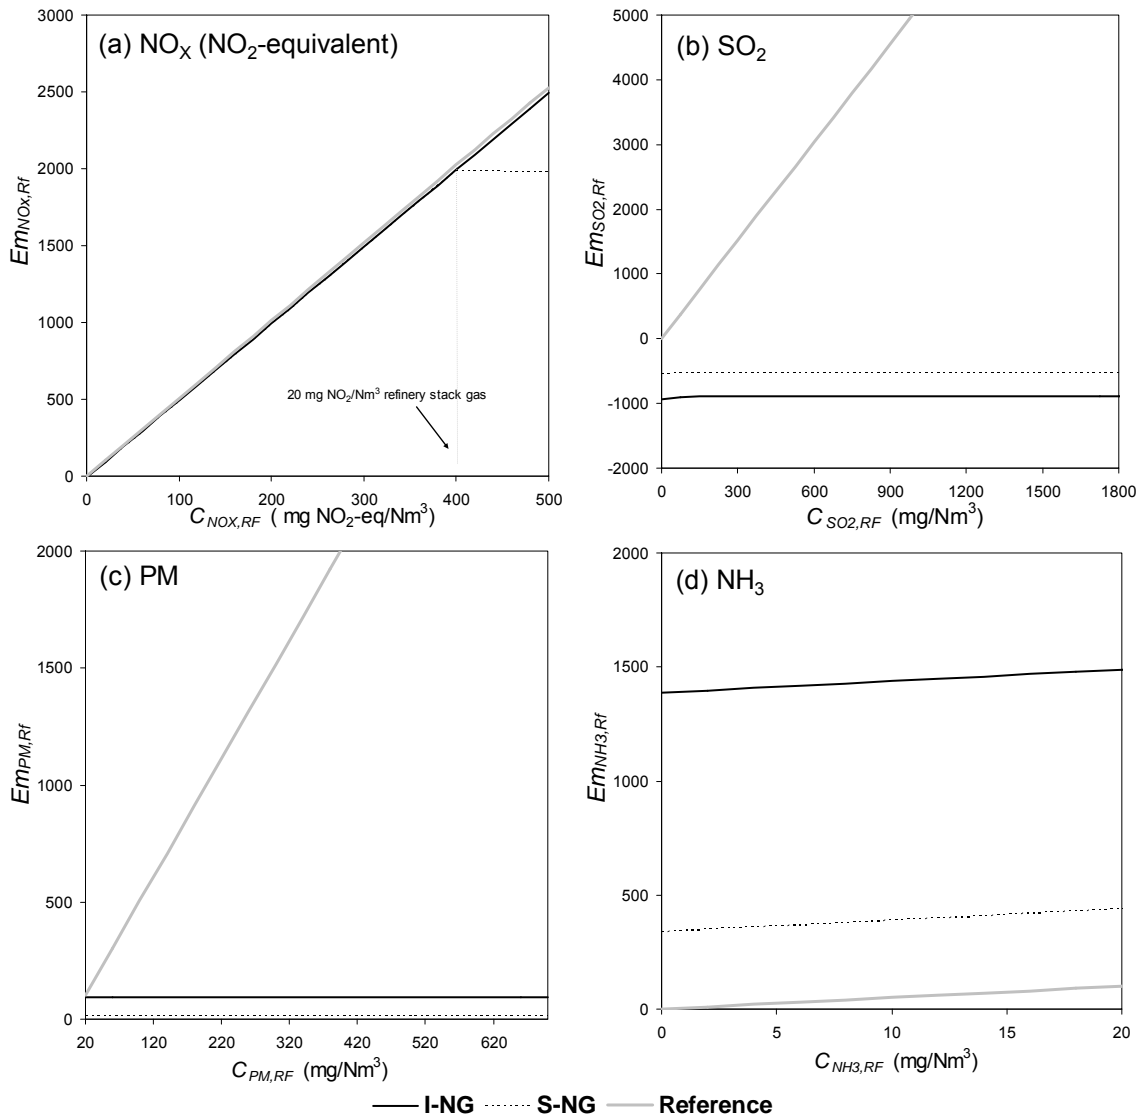 (a) NOX (NO2-equivalent)
3000
2500
2000
1500
1000
500
0
EmNOx,Rf
20 mg NO2/Nm3 refinery stack gas
0 100 200 300 400 500
C NOX,RF ( mg NO2-eq/Nm3)
(b) SO2
5000
4000
3000
2000
1000
0
-1000
-2000
EmSO2,Rf
0 300 600 900 1200 1500 1800
C SO2,RF (mg/Nm3)
(c) PM
2000
1500
1000
500
0
EmPM,Rf
20 120 220 320 420 520 620
C PM,RF (mg/Nm3)
(d) NH3
2000
1500
1000
500
0
EmNH3,Rf
0 5 10 15 20
C NH3,RF (mg/Nm3)
I-NG S-NG Reference